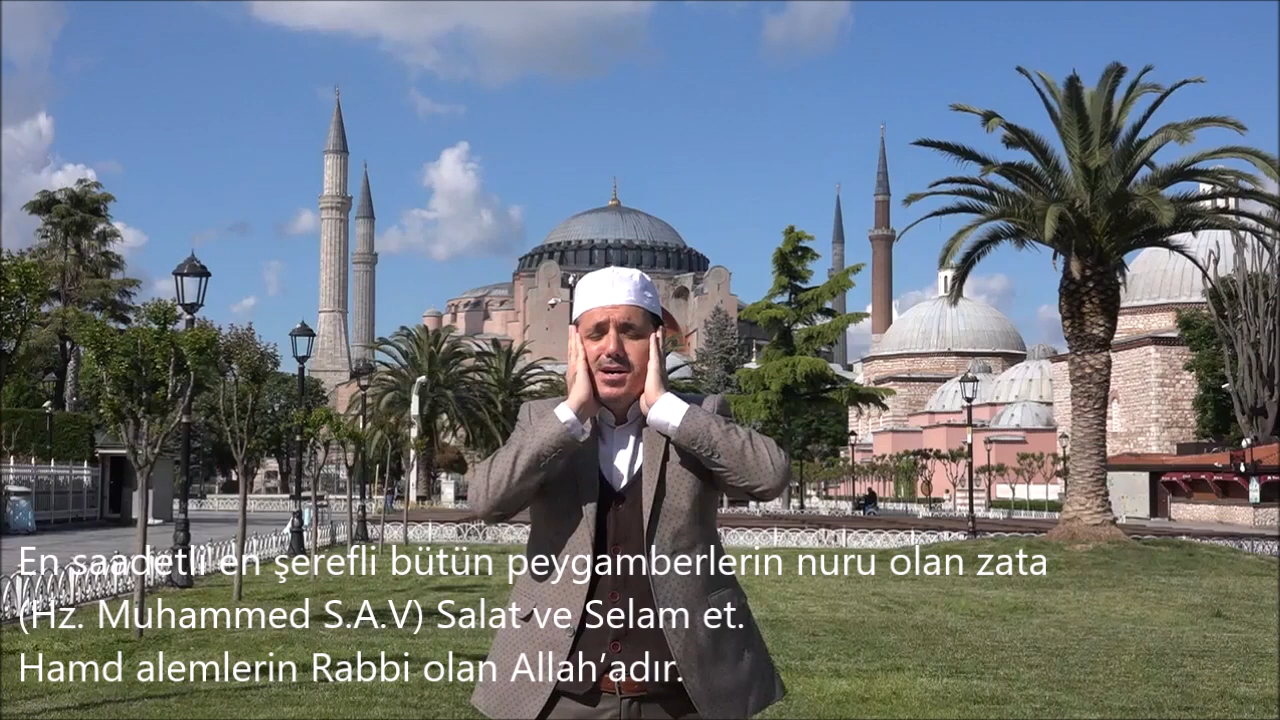 En saadetli en şerefli bütün peygamberlerin nuru olan zata
(Hz. Muhammed S.A.V) Salat ve Selam et.
Hamd alemlerin Rabbi olan Allah’adır.